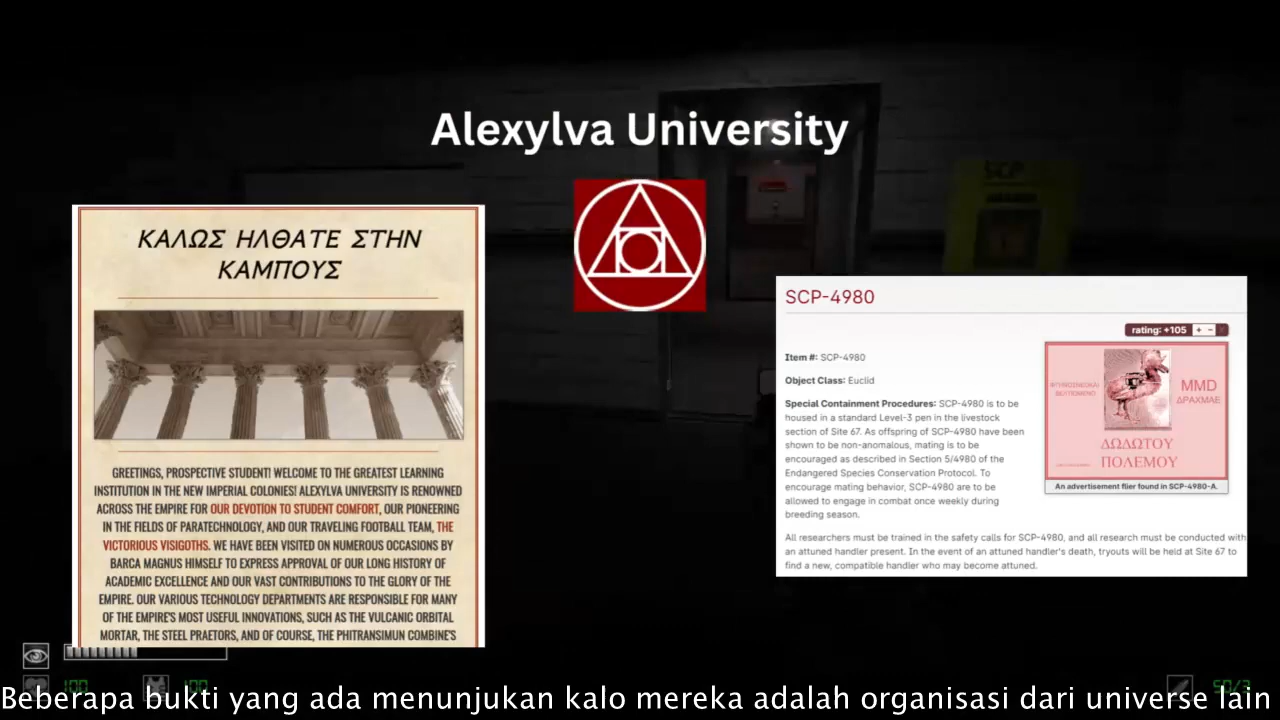 Alexylva University
ΚΑΛΩΣ ΗΛΘΑΤΕ ΣΤΗΝ
ΚΑΜΠΟΥΣ
GREETINGS, PROSPECTIVE STUDENT! WELCOME TO THE GREATEST LEARNING
INSTITUTION IN THE NEW IMPERIAL COLONIES! ALEXYLVA UNIVERSITY IS RENOWNED
ACROSS THE EMPIRE FOR OUR DEVOTION TO STUDENT COMFORT, OUR PIONEERING
IN THE FIELDS OF PARATECHNOLOGY, AND OUR TRAVELING FOOTBALL TEAM, THE
VICTORIOUS VISIGOTHS. WE HAVE BEEN VISITED ON NUMEROUS OCCASIONS BY
BARCA MAGNUS HIMSELF TO EXPRESS APPROVAL OF OUR LONG HISTORY OF
ACADEMIC EXCELLENCE AND OUR VAST CONTRIBUTIONS TO THE GLORY OF THE
EMPIRE. OUR VARIOUS TECHNOLOGY DEPARTMENTS ARE RESPONSIBLE FOR MANY
OF THE EMPIRE'S MOST USEFUL INNOVATIONS, SUCH AS THE VULCANIC ORBITAL
MORTAR, THE STEEL PRAETORS, AND OF COURSE, THE PHITRANSIMUN COMBINE'S
SCP-4980
rating: +105 + –
Item #: SCP-4980
Object Class: Euclid
Special Containment Procedures: SCP-4980 is to be
housed in a standard Level-3 pen in the livestock
section of Site 67. As offspring of SCP-4980 have been
shown to be non-anomalous, mating is to be
encouraged as described in Section 5/4980 of the
Endangered Species Conservation Protocol. To
encourage mating behavior, SCP-4980 are to be
allowed to engage in combat once weekly during
breeding season.
MMD
ΔΡΑΧΜΑΕ
ΔΩΔΩΤΟΥ
ΠΟΛΕΜΟΥ
An advertisement flier found in SCP-4980-A.
All researchers must be trained in the safety calls for SCP-4980, and all research must be conducted with
an attuned handler present. In the event of an attuned handler's death, tryouts will be held at Site 67 to
find a new, compatible handler who may become attuned.
SCP
100
100
50/3
Beberapa bukti yang ada menunjukan kalo mereka adalah organisasi dari universe lain